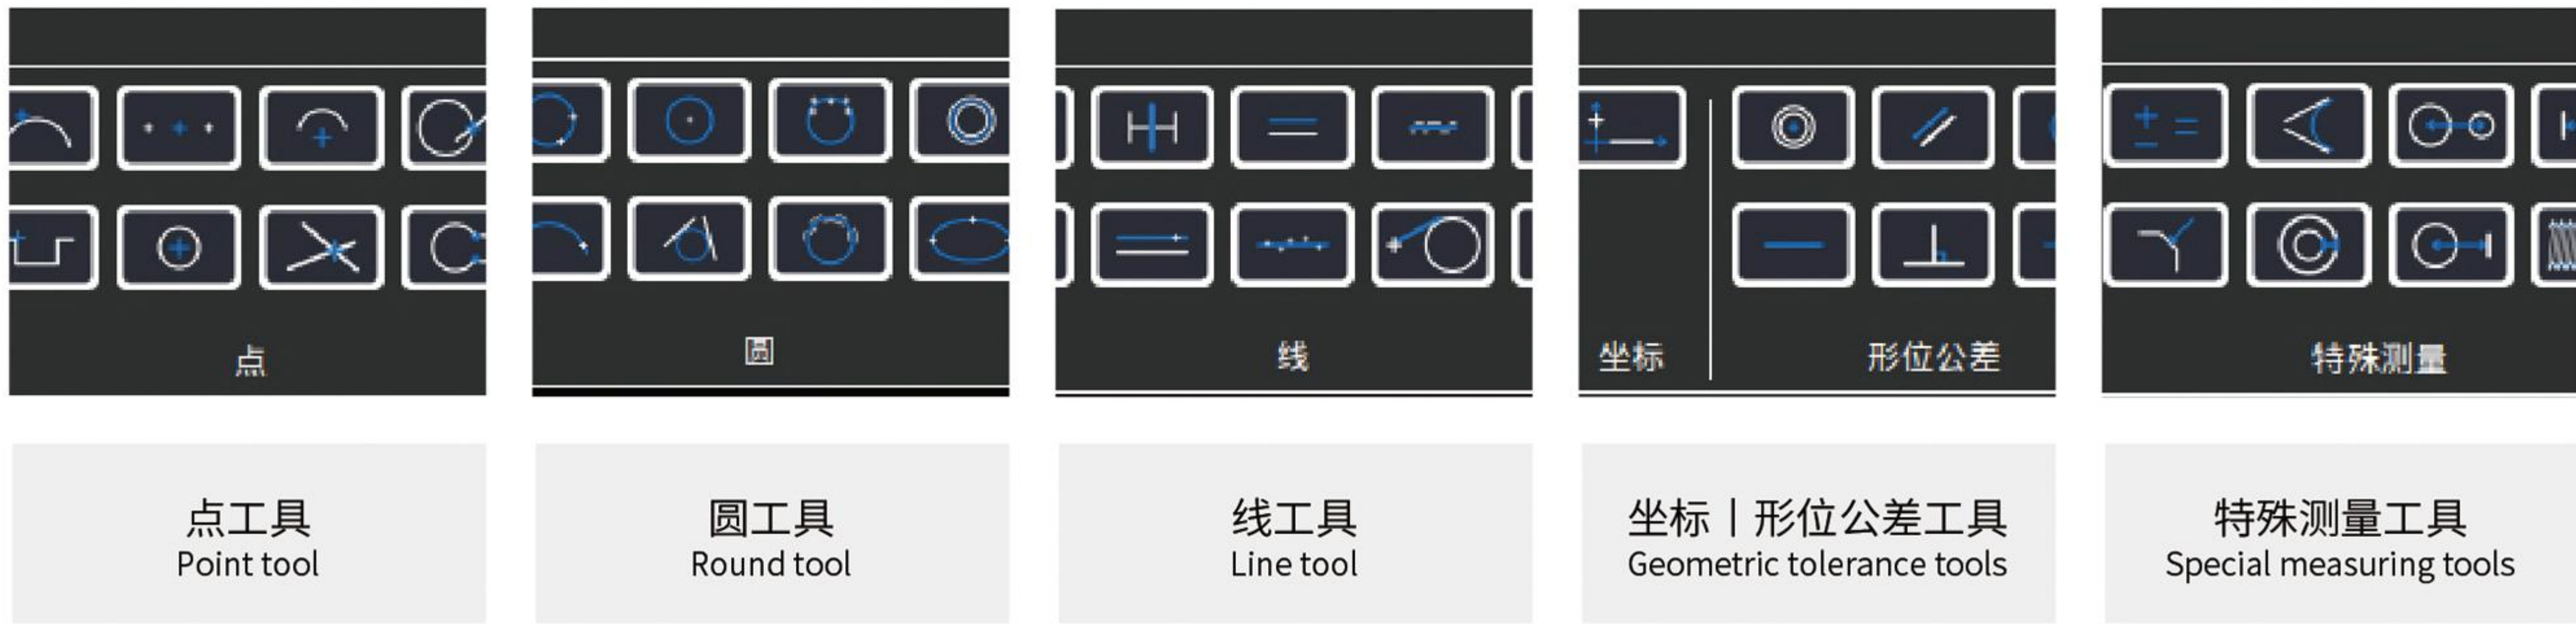 点
圆
线
坐标
形位公差
特殊测量
点工具
Point tool
圆工具
Round tool
线工具
Line tool
坐标丨形位公差工具
Geometric tolerance tools
特殊测量工具
Special measuring tools